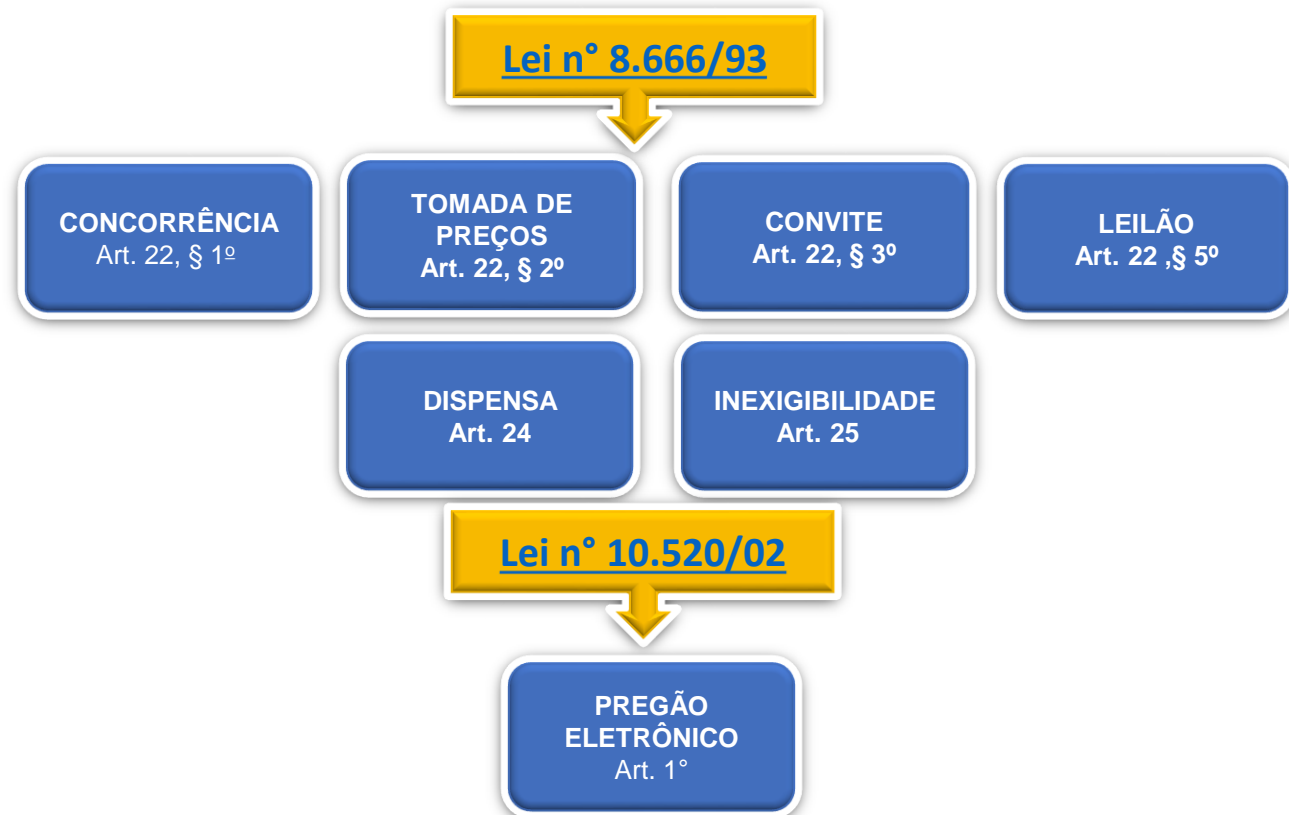 Lei n° 8.666/93
CONCORRÊNCIA
Art. 22, § 1º
TOMADA DE
PREÇOS
Art. 22, § 2º
CONVITE
Art. 22, § 3º
LEILÃO
Art. 22 ,§ 5º
DISPENSA
Art. 24
INEXIGIBILIDADE
Art. 25
Lei n° 10.520/02
PREGÃO
ELETRÔNICO
Art. 1°